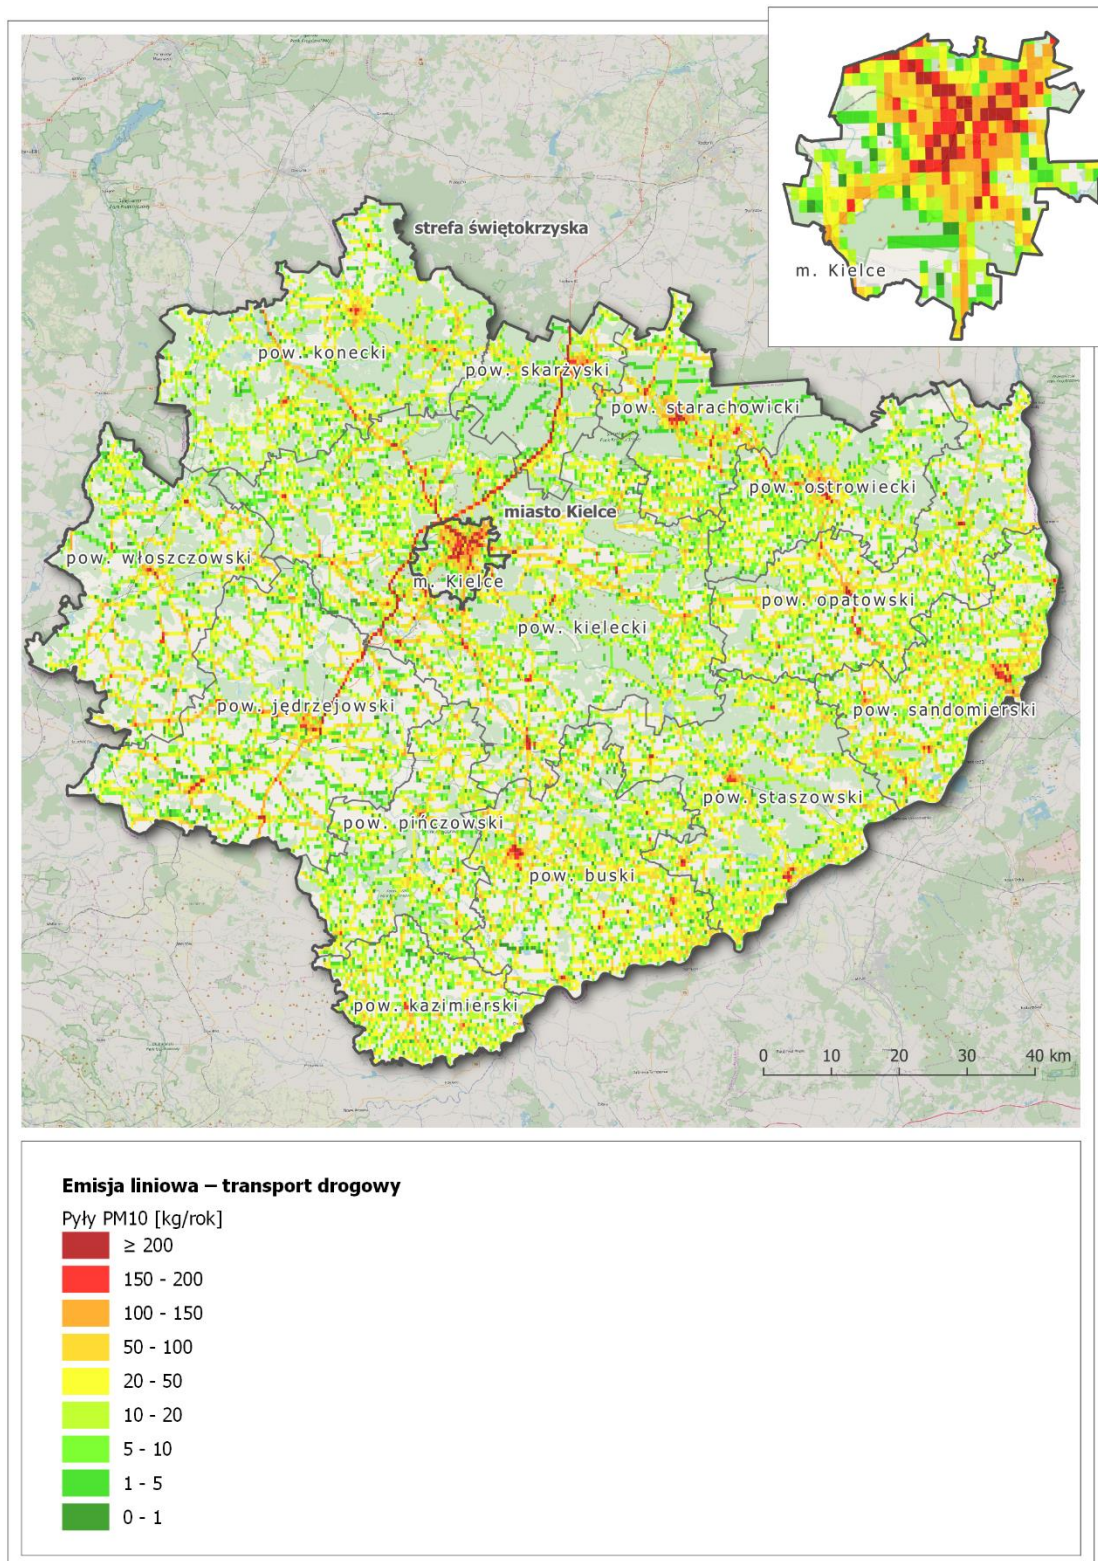 m. Kielce
strefa świętokrzyska
pow. konecki
pow. skarżyski
pow. starachowicki
pow. ostrowiecki
miasto Kielce
pow. włoszczowski
m. Kielce
pow. opatowski
pow. kielecki
pow. jędrzejowski
pow. sandomierski
pow. staszowski
pow. pińczowski
pow. buski
pow. kazimierski
0 10 20 30 40 km
Emisja liniowa – transport drogowy
Pyły PM10 [kg/rok]
≥ 200
150 - 200
100 - 150
50 - 100
20 - 50
10 - 20
5 - 10
1 - 5
0 - 1